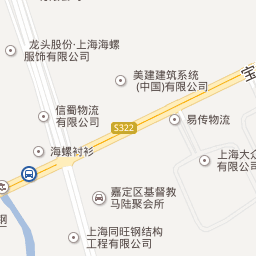 龙头股份·上海海螺
服饰有限公司
美建建筑系统
(中国)有限公司
宝
信蜀物流
有限公司
S322
易传物流
海螺衬衫
上海大众
有限公司
嘉定区基督教
马陆聚会所
钢
上海同旺钢结构
工程有限公司